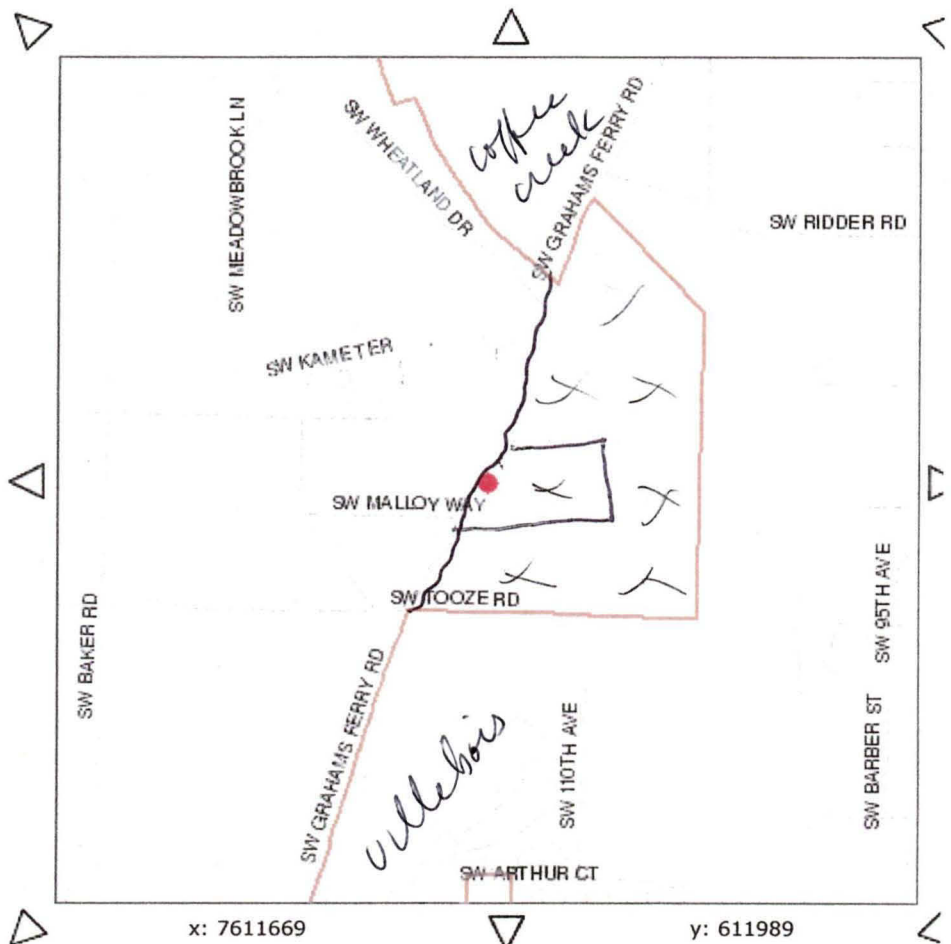 coffee
creek
SW GRAHAMS FERRY RD
SW MEADOWBROOK LN
SW WHEATLAND DR
SW RIDDER RD
SW KAMETER
SW MALLOY WAY
SW TOOZE RD
SW BAKER RD
SW 95TH AVE
SW GRAHAMS FERRY RD
villebois
SW 110TH AVE
SW BARBER ST
SW ARTHUR CT
x: 7611669
y: 611989